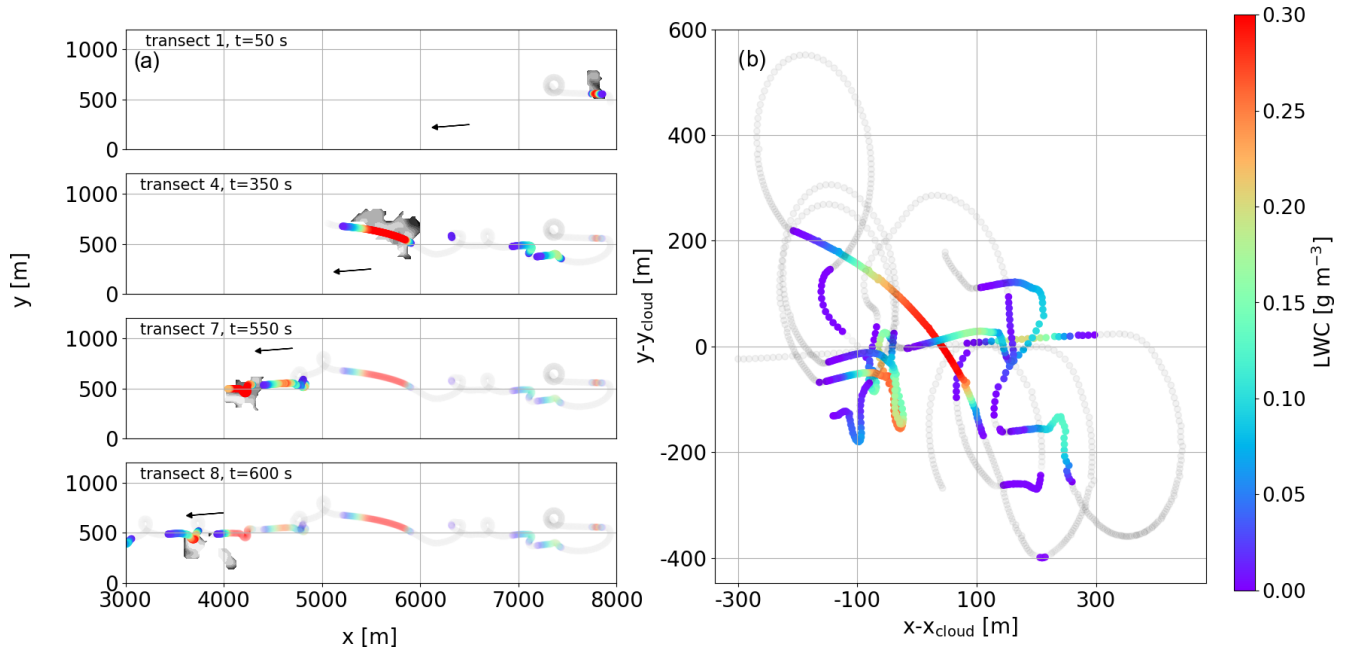 transect 1, t=50 s
(a)
1000
500
0
transect 4, t=350 s
1000
500
0
transect 7, t=550 s
1000
500
0
transect 8, t=600 s
1000
500
0
3000 4000 5000 6000 7000 8000
x [m]
y [m]
(b)
600
400
200
0
-200
-400
-300 -100 100 300
x-x_cloud [m]
y-y_cloud [m]
0.30
0.25
0.20
0.15
0.10
0.05
0.00
LWC [g m⁻³]